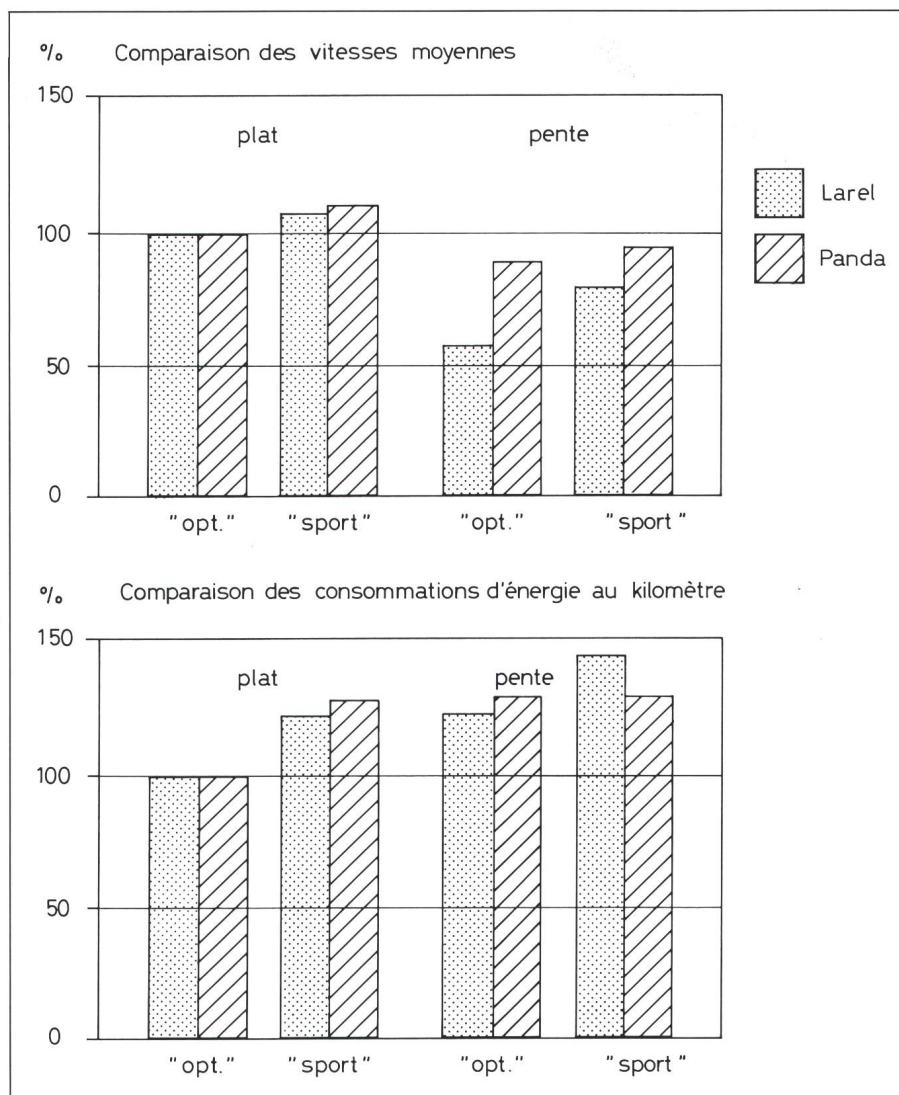 % Comparaison des vitesses moyennes
150
plat pente
Larel
100
Panda
50
0
"opt." "sport" "opt." "sport"
% Comparaison des consommations d'énergie au kilomètre
150
plat pente
100
50
0
"opt." "sport" "opt." "sport"